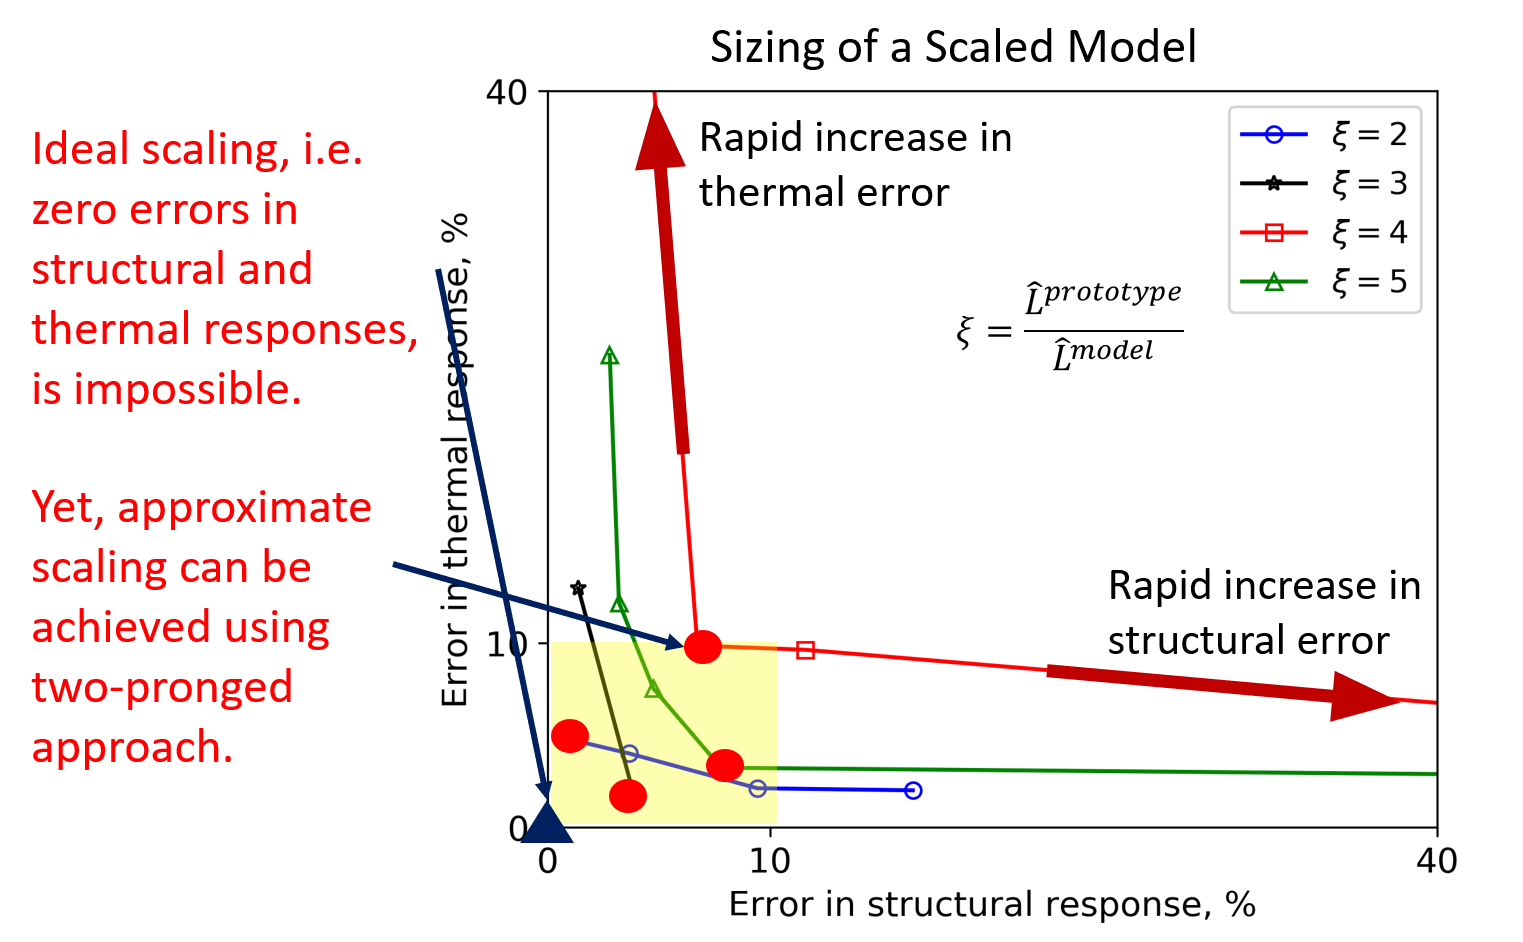 Sizing of a Scaled Model
Ideal scaling, i.e.
zero errors in
structural and
thermal responses,
is impossible.
Yet, approximate
scaling can be
achieved using
two-pronged
approach.
Error in thermal response, %
40
10
0
Rapid increase in
thermal error
ξ = 2
ξ = 3
ξ = 4
ξ = 5
ξ = L̂^prototype / L̂^model
Rapid increase in
structural error
0 10 40
Error in structural response, %